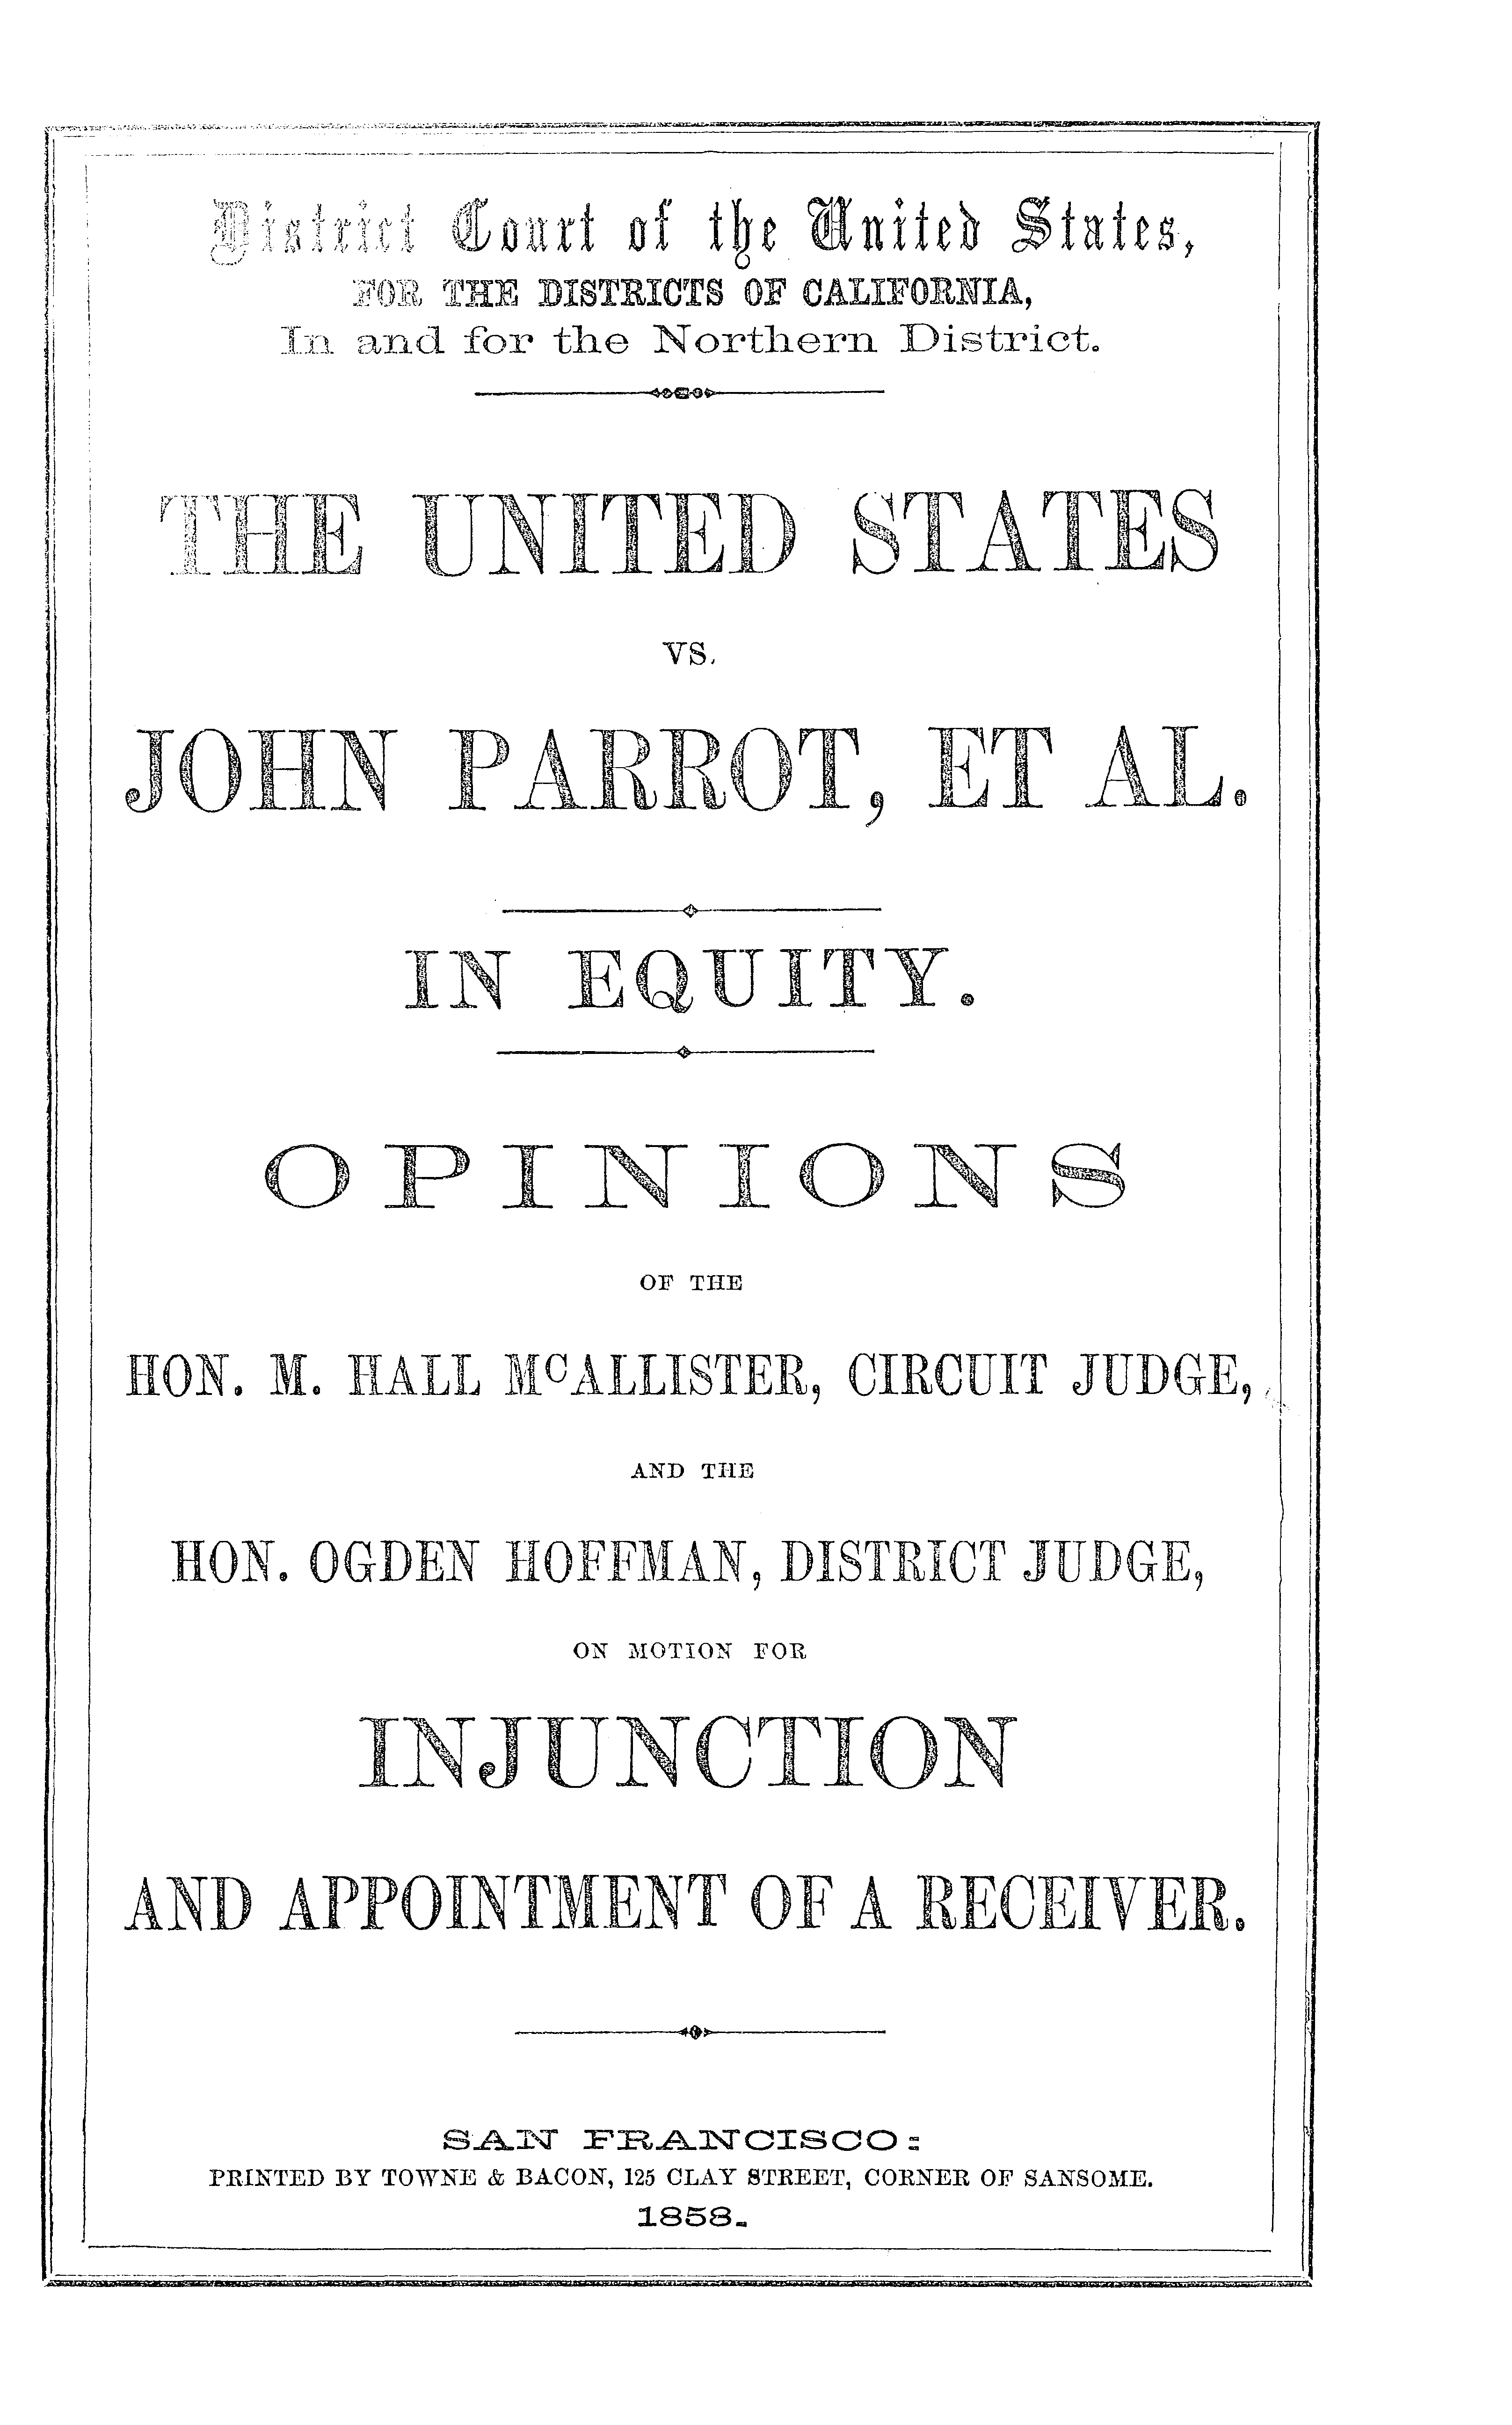 District Court of the United States,
FOR THE DISTRICTS OF CALIFORNIA,
In and for the Northern District.
THE UNITED STATES
VS.
JOHN PARROT, ET AL.
IN EQUITY.
OPINIONS
OF THE
HON. M. HALL McALLISTER, CIRCUIT JUDGE,
AND THE
HON. OGDEN HOFFMAN, DISTRICT JUDGE,
ON MOTION FOR
INJUNCTION
AND APPOINTMENT OF A RECEIVER.
SAN FRANCISCO:
PRINTED BY TOWNE & BACON, 125 CLAY STREET, CORNER OF SANSOME.
1858.